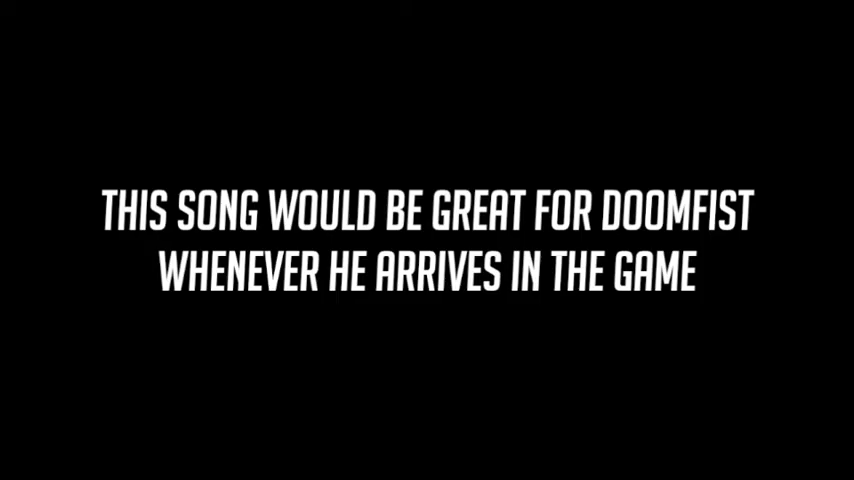 THIS SONG WOULD BE GREAT FOR DOOMFIST
WHENEVER HE ARRIVES IN THE GAME